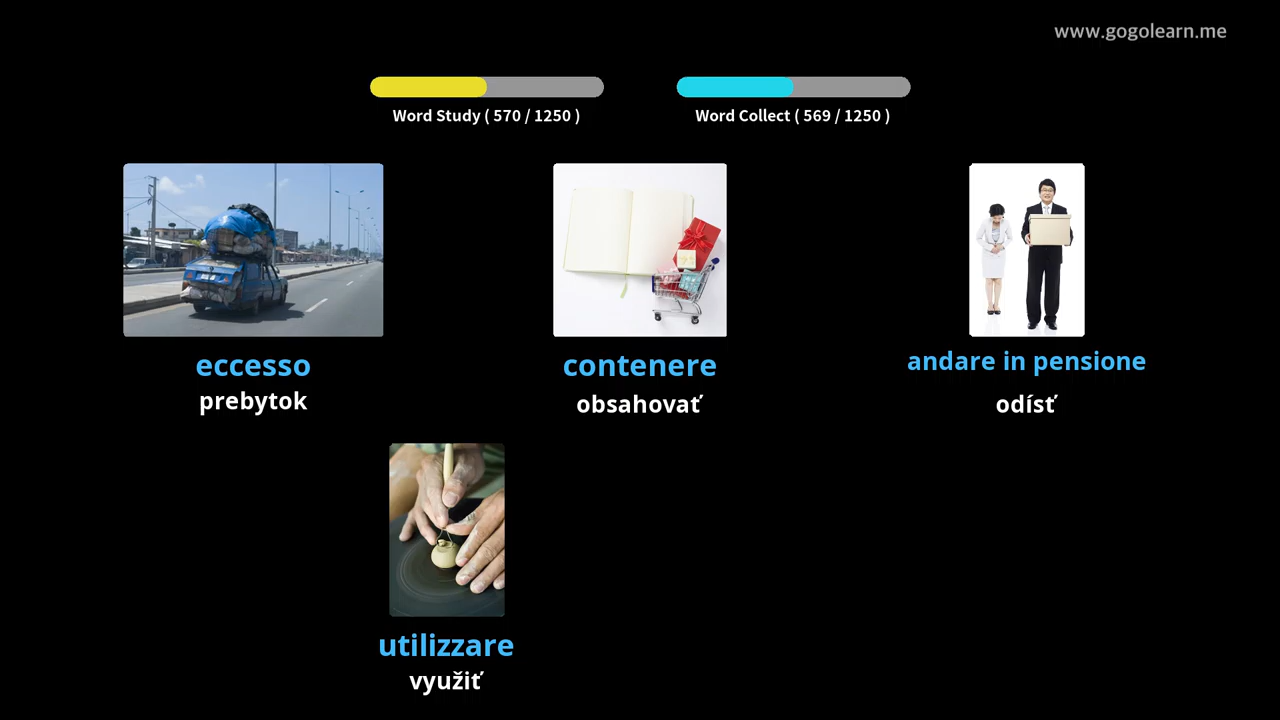 www.gogolearn.me
Word Study ( 570 / 1250 )
Word Collect ( 569 / 1250 )
eccesso
prebytok
contenere
obsahovať
andare in pensione
odísť
utilizzare
využiť